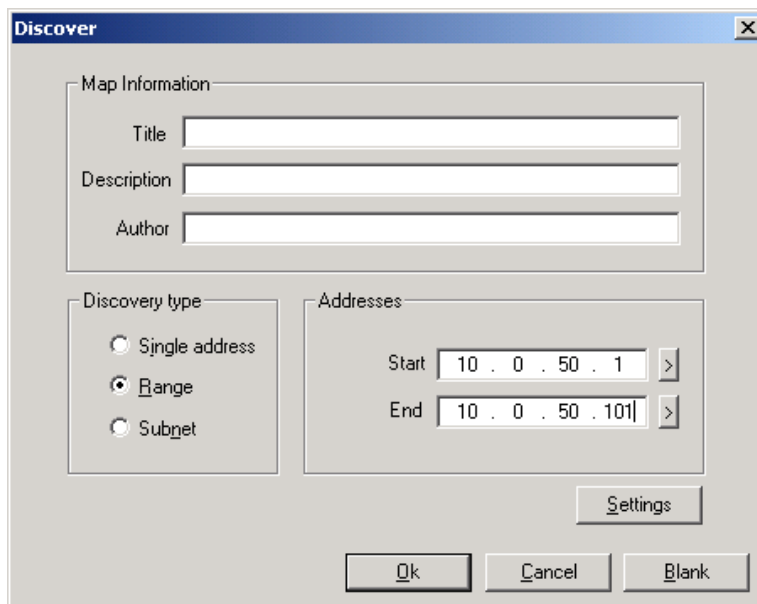 Discover
Map Information
Title
Description
Author
Discovery type
Single address
Range
Subnet
Addresses
Start 10 . 0 . 50 . 1 >
End 10 . 0 . 50 . 101 >
Settings
Ok Cancel Blank